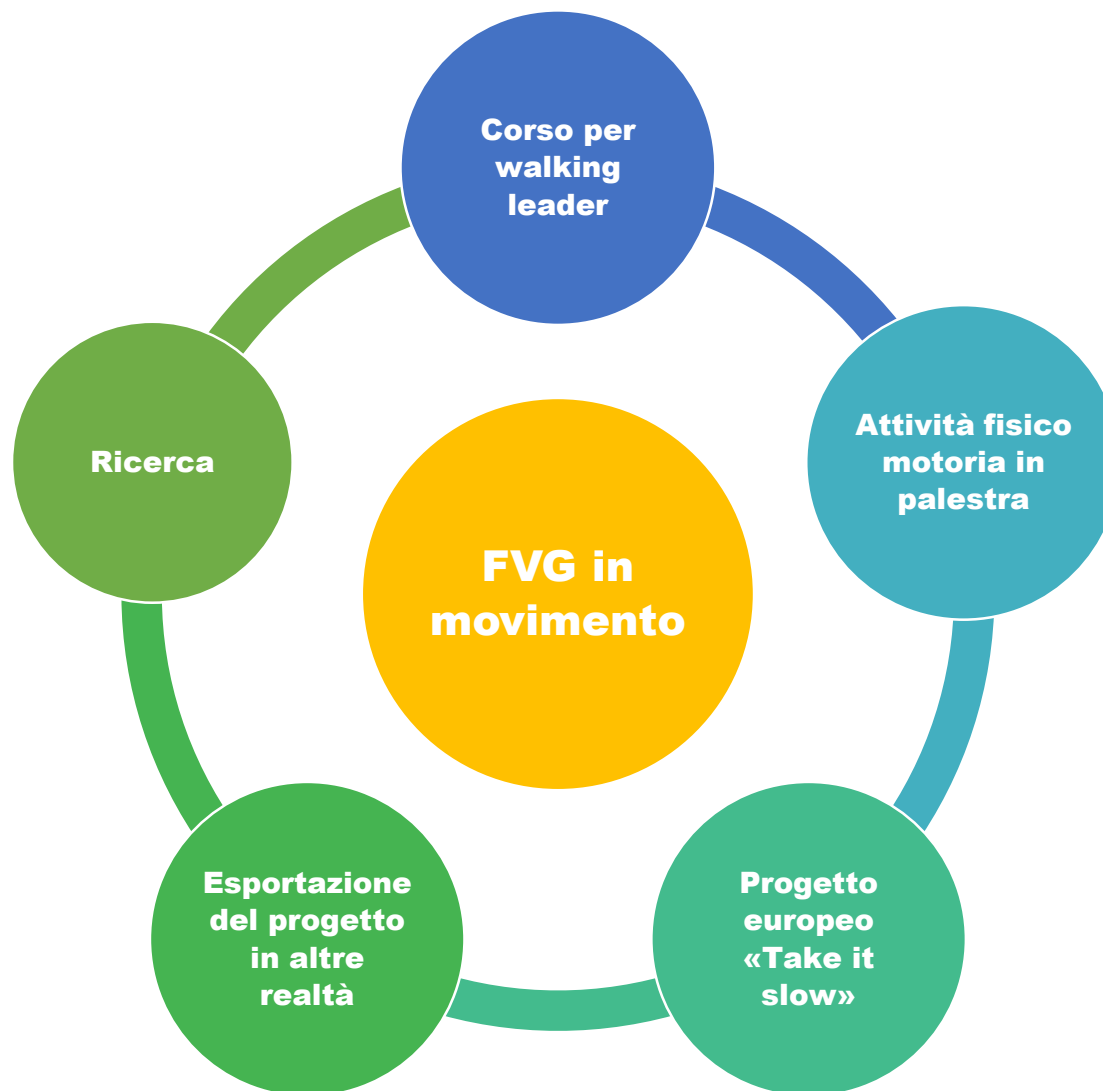 Corso per
walking
leader
Attività fisico
motoria in
palestra
Ricerca
FVG in
movimento
Esportazione
del progetto
in altre
realtà
Progetto
europeo
«Take it
slow»